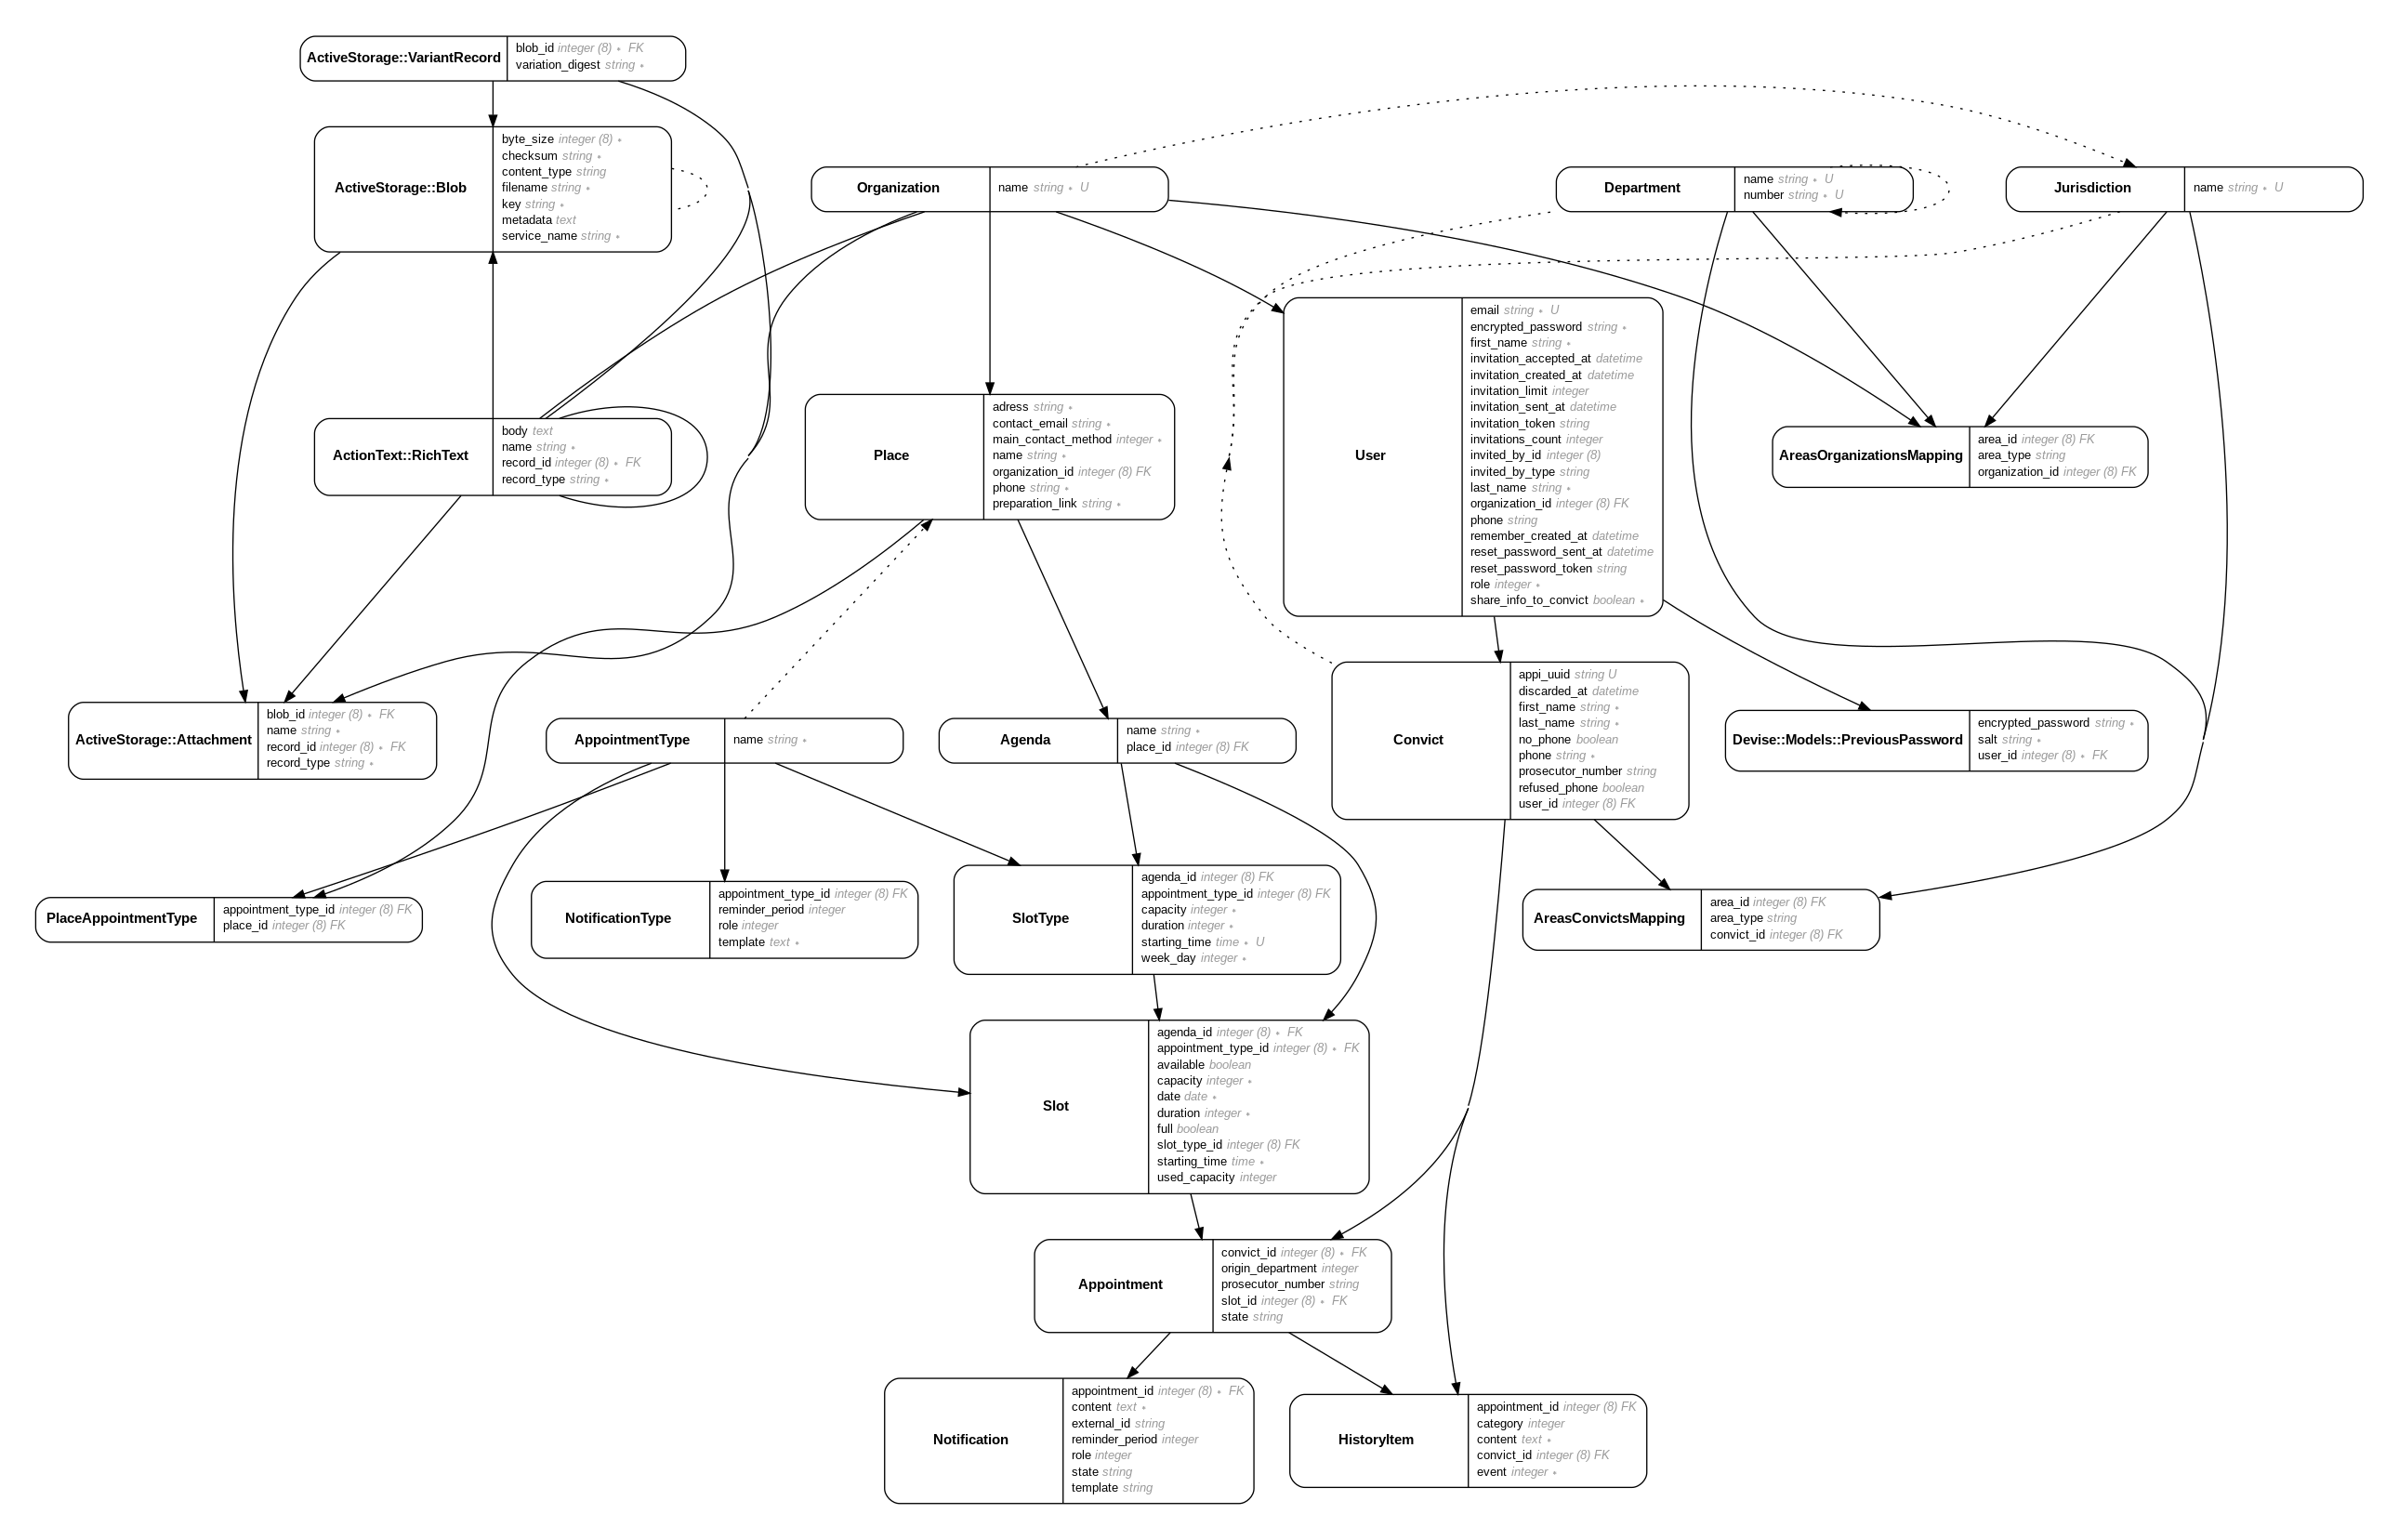 ActiveStorage::VariantRecord
blob_id integer (8) ∗ FK
variation_digest string ∗
ActiveStorage::Blob
byte_size integer (8) ∗
checksum string ∗
content_type string
filename string ∗
key string ∗
metadata text
service_name string ∗
Organization
name string ∗ U
Department
name string ∗ U
number string ∗ U
Jurisdiction
name string ∗ U
ActionText::RichText
body text
name string ∗
record_id integer (8) ∗ FK
record_type string ∗
Place
adress string ∗
contact_email string ∗
main_contact_method integer ∗
name string ∗
organization_id integer (8) FK
phone string ∗
preparation_link string ∗
User
email string ∗ U
encrypted_password string ∗
first_name string ∗
invitation_accepted_at datetime
invitation_created_at datetime
invitation_limit integer
invitation_sent_at datetime
invitation_token string
invitations_count integer
invited_by_id integer (8)
invited_by_type string
last_name string ∗
organization_id integer (8) FK
phone string
remember_created_at datetime
reset_password_sent_at datetime
reset_password_token string
role integer ∗
share_info_to_convict boolean ∗
AreasOrganizationsMapping
area_id integer (8) FK
area_type string
organization_id integer (8) FK
ActiveStorage::Attachment
blob_id integer (8) ∗ FK
name string ∗
record_id integer (8) ∗ FK
record_type string ∗
AppointmentType
name string ∗
Agenda
name string ∗
place_id integer (8) FK
Convict
appi_uuid string U
discarded_at datetime
first_name string ∗
last_name string ∗
no_phone boolean
phone string ∗
prosecutor_number string
refused_phone boolean
user_id integer (8) FK
Devise::Models::PreviousPassword
encrypted_password string ∗
salt string ∗
user_id integer (8) ∗ FK
PlaceAppointmentType
appointment_type_id integer (8) FK
place_id integer (8) FK
NotificationType
appointment_type_id integer (8) FK
reminder_period integer
role integer
template text ∗
SlotType
agenda_id integer (8) FK
appointment_type_id integer (8) FK
capacity integer ∗
duration integer ∗
starting_time time ∗ U
week_day integer ∗
AreasConvictsMapping
area_id integer (8) FK
area_type string
convict_id integer (8) FK
Slot
agenda_id integer (8) ∗ FK
appointment_type_id integer (8) ∗ FK
available boolean
capacity integer ∗
date date ∗
duration integer ∗
full boolean
slot_type_id integer (8) FK
starting_time time ∗
used_capacity integer
Appointment
convict_id integer (8) ∗ FK
origin_department integer
prosecutor_number string
slot_id integer (8) ∗ FK
state string
Notification
appointment_id integer (8) ∗ FK
content text ∗
external_id string
reminder_period integer
role integer
state string
template string
HistoryItem
appointment_id integer (8) FK
category integer
content text ∗
convict_id integer (8) FK
event integer ∗